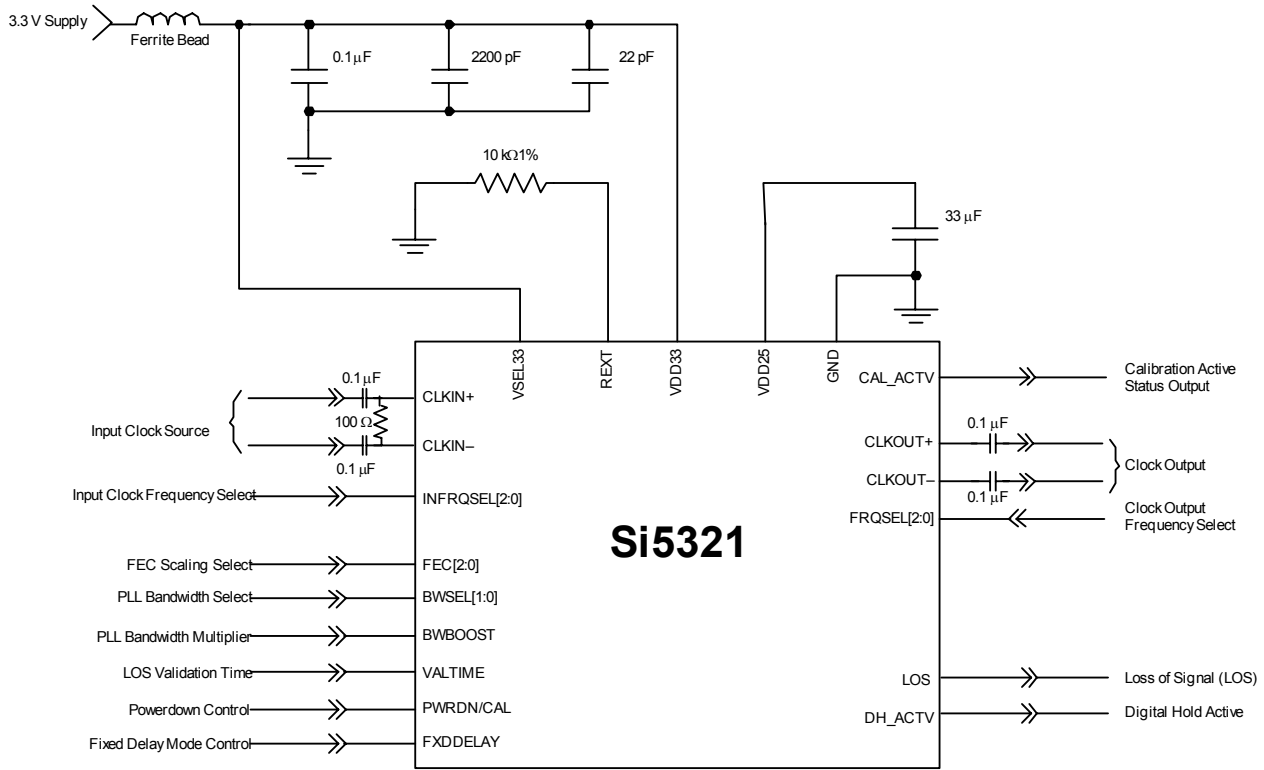 3.3 V Supply
Ferrite Bead
0.1 μF
2200 pF
22 pF
10 kΩ1%
33 μF
VSEL33
REXT
VDD33
VDD25
GND
0.1 μF
100 Ω
0.1 μF
Input Clock Source
CLKIN+
CLKIN–
Input Clock Frequency Select
INFRQSEL[2:0]
FEC Scaling Select
FEC[2:0]
PLL Bandwidth Select
BWSEL[1:0]
PLL Bandwidth Multiplier
BWBOOST
LOS Validation Time
VALTIME
Powerdown Control
PWRDN/CAL
Fixed Delay Mode Control
FXDDELAY
Si5321
CAL_ACTV
Calibration Active
Status Output
CLKOUT+
0.1 μF
CLKOUT–
0.1 μF
Clock Output
FRQSEL[2:0]
Clock Output
Frequency Select
LOS
Loss of Signal (LOS)
DH_ACTV
Digital Hold Active